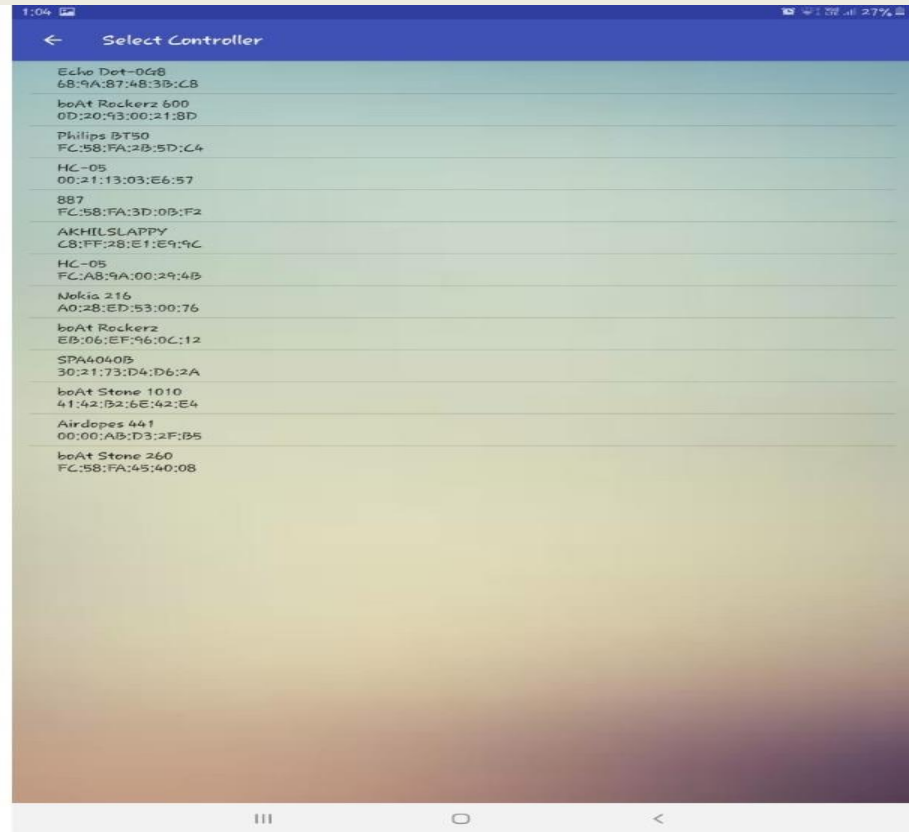 1:04
27%
Select Controller
Echo Dot-0G8
68:9A:87:48:3B:C8
boAt Rockerz 600
0D:20:93:00:21:8D
Philips BT50
FC:58:FA:2B:5D:C4
HC-05
00:21:13:03:E6:57
887
FC:58:FA:3D:0B:F2
AKHILSLAPPY
C8:FF:28:E1:E9:9C
HC-05
FC:A8:9A:00:29:4B
Nokia 216
A0:28:ED:53:00:76
boAt Rockerz
EB:06:EF:96:0C:12
SPA4040B
30:21:73:D4:D6:2A
boAt Stone 1010
41:42:B2:6E:42:E4
Airdopes 441
00:00:AB:D3:2F:B5
boAt Stone 260
FC:58:FA:45:40:08